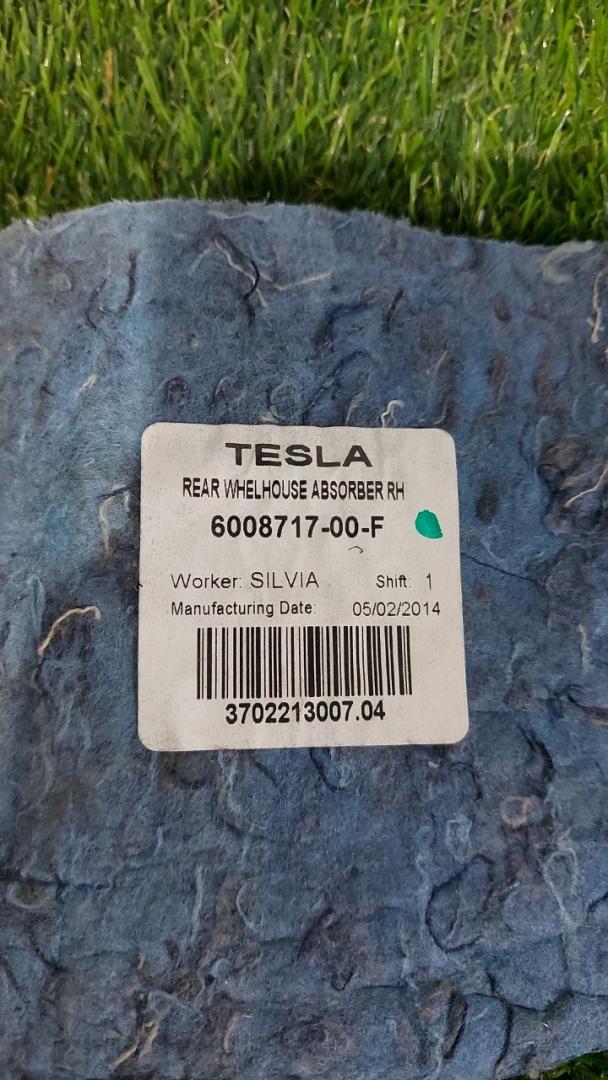 TESLA
REAR WHELHOUSE ABSORBER RH
6008717-00-F
Worker: SILVIA Shift: 1
Manufacturing Date: 05/02/2014
3702213007.04